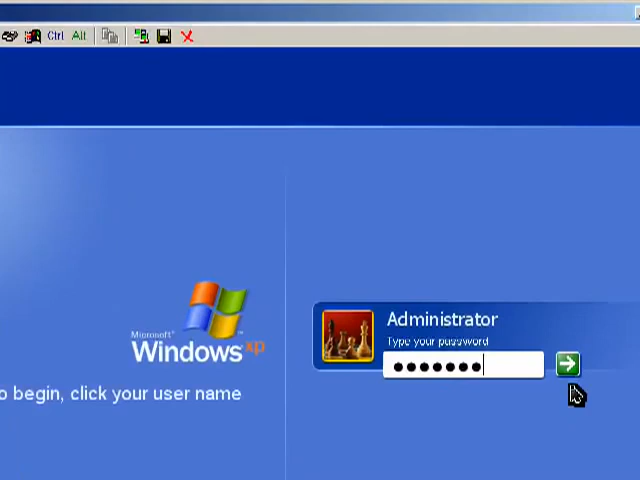 Ctrl Alt
Microsoft®
Windows xp
o begin, click your user name
Administrator
Type your password